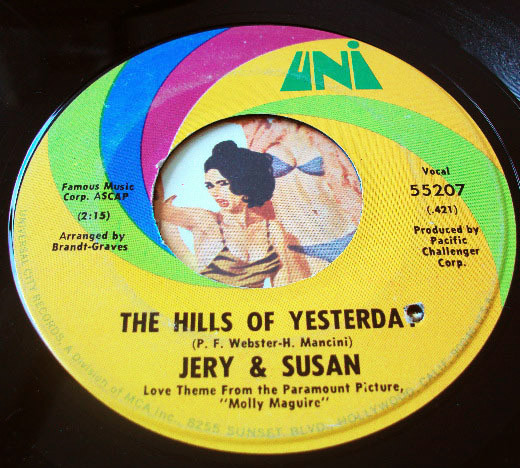 UNI
Famous Music
Corp. ASCAP
(2:15)
Arranged by
Brandt-Graves
Vocal
55207
(.421)
Produced by
Pacific
Challenger
Corp.
THE HILLS OF YESTERDAY
(P. F. Webster-H. Mancini)
JERY & SUSAN
Love Theme From the Paramount Picture,
"Molly Maguire"
UNIVERSAL CITY RECORDS, A Division of MCA Inc., 8255 SUNSET BLVD., HOLLYWOOD, CALIFORNIA